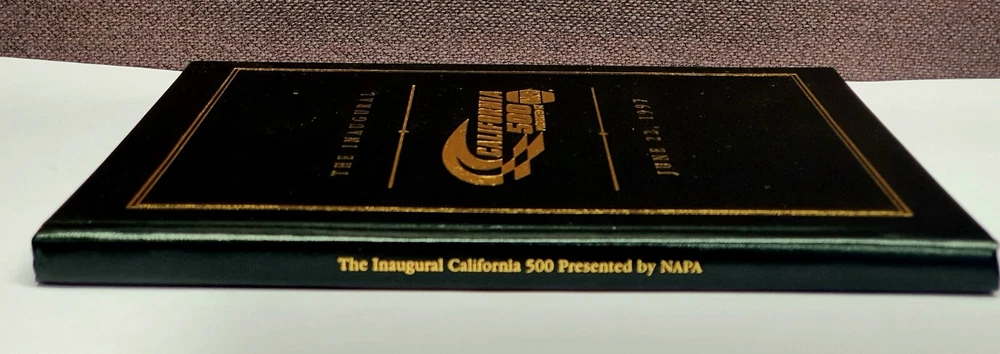 THE INAUGURAL
CALIFORNIA
500
JUNE 22, 1997
The Inaugural California 500 Presented by NAPA